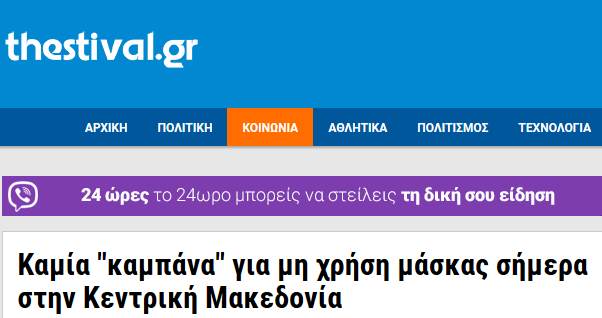 thestival.gr
ΑΡΧΙΚΗ ΠΟΛΙΤΙΚΗ ΚΟΙΝΩΝΙΑ ΑΘΛΗΤΙΚΑ ΠΟΛΙΤΙΣΜΟΣ ΤΕΧΝΟΛΟΓΙΑ
24 ώρες το 24ωρο μπορείς να στείλεις τη δική σου είδηση
Καμία "καμπάνα" για μη χρήση μάσκας σήμερα
στην Κεντρική Μακεδονία